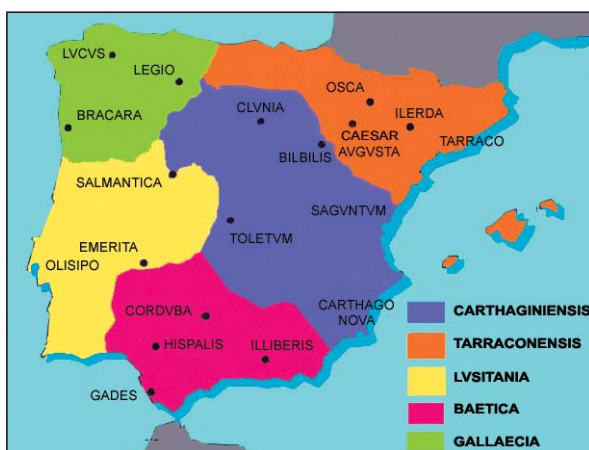 LVCVS
LEGIO
BRACARA
OSCA
CLVNIA
ILERDA
CAESAR
AVGVSTA
TARRACO
BILBILIS
SALMANTICA
SAGVNTVM
TOLETVM
EMERITA
OLISIPO
CORDVBA
CARTHAGO
NOVA
HISPALIS
ILLIBERIS
GADES
CARTHAGINIENSIS
TARRACONENSIS
LVSITANIA
BAETICA
GALLAECIA